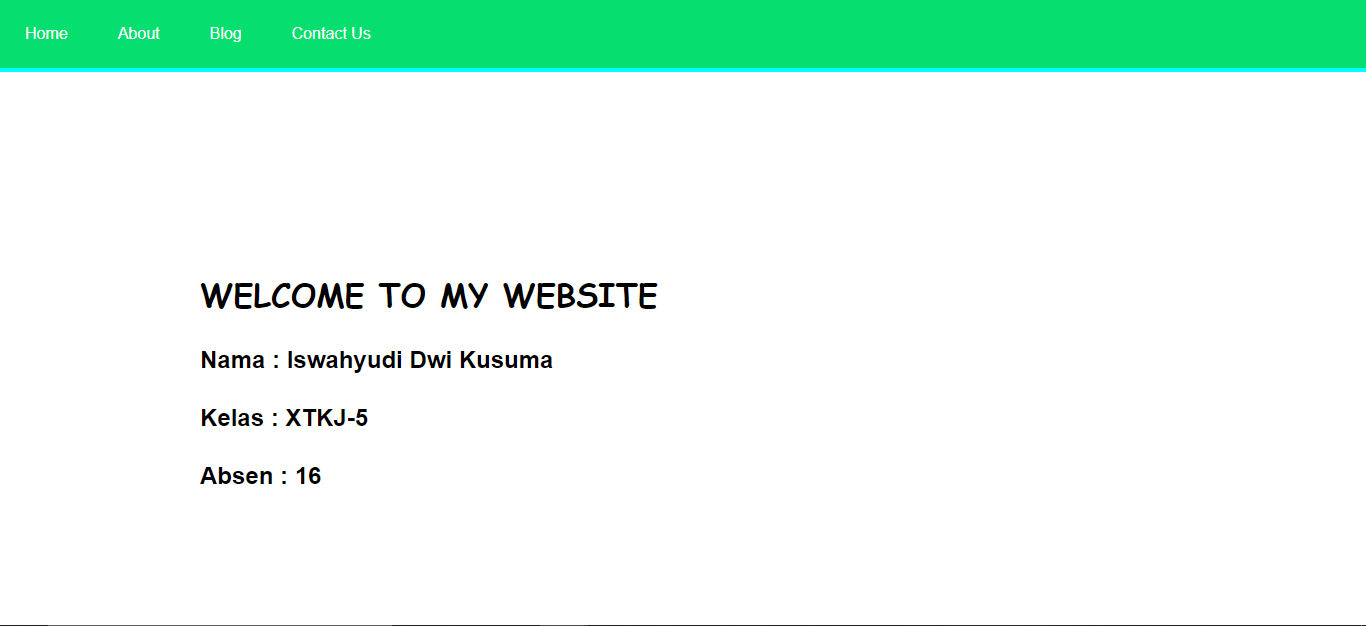 Home About Blog Contact Us
WELCOME TO MY WEBSITE
Nama : Iswahyudi Dwi Kusuma
Kelas : XTKJ-5
Absen : 16